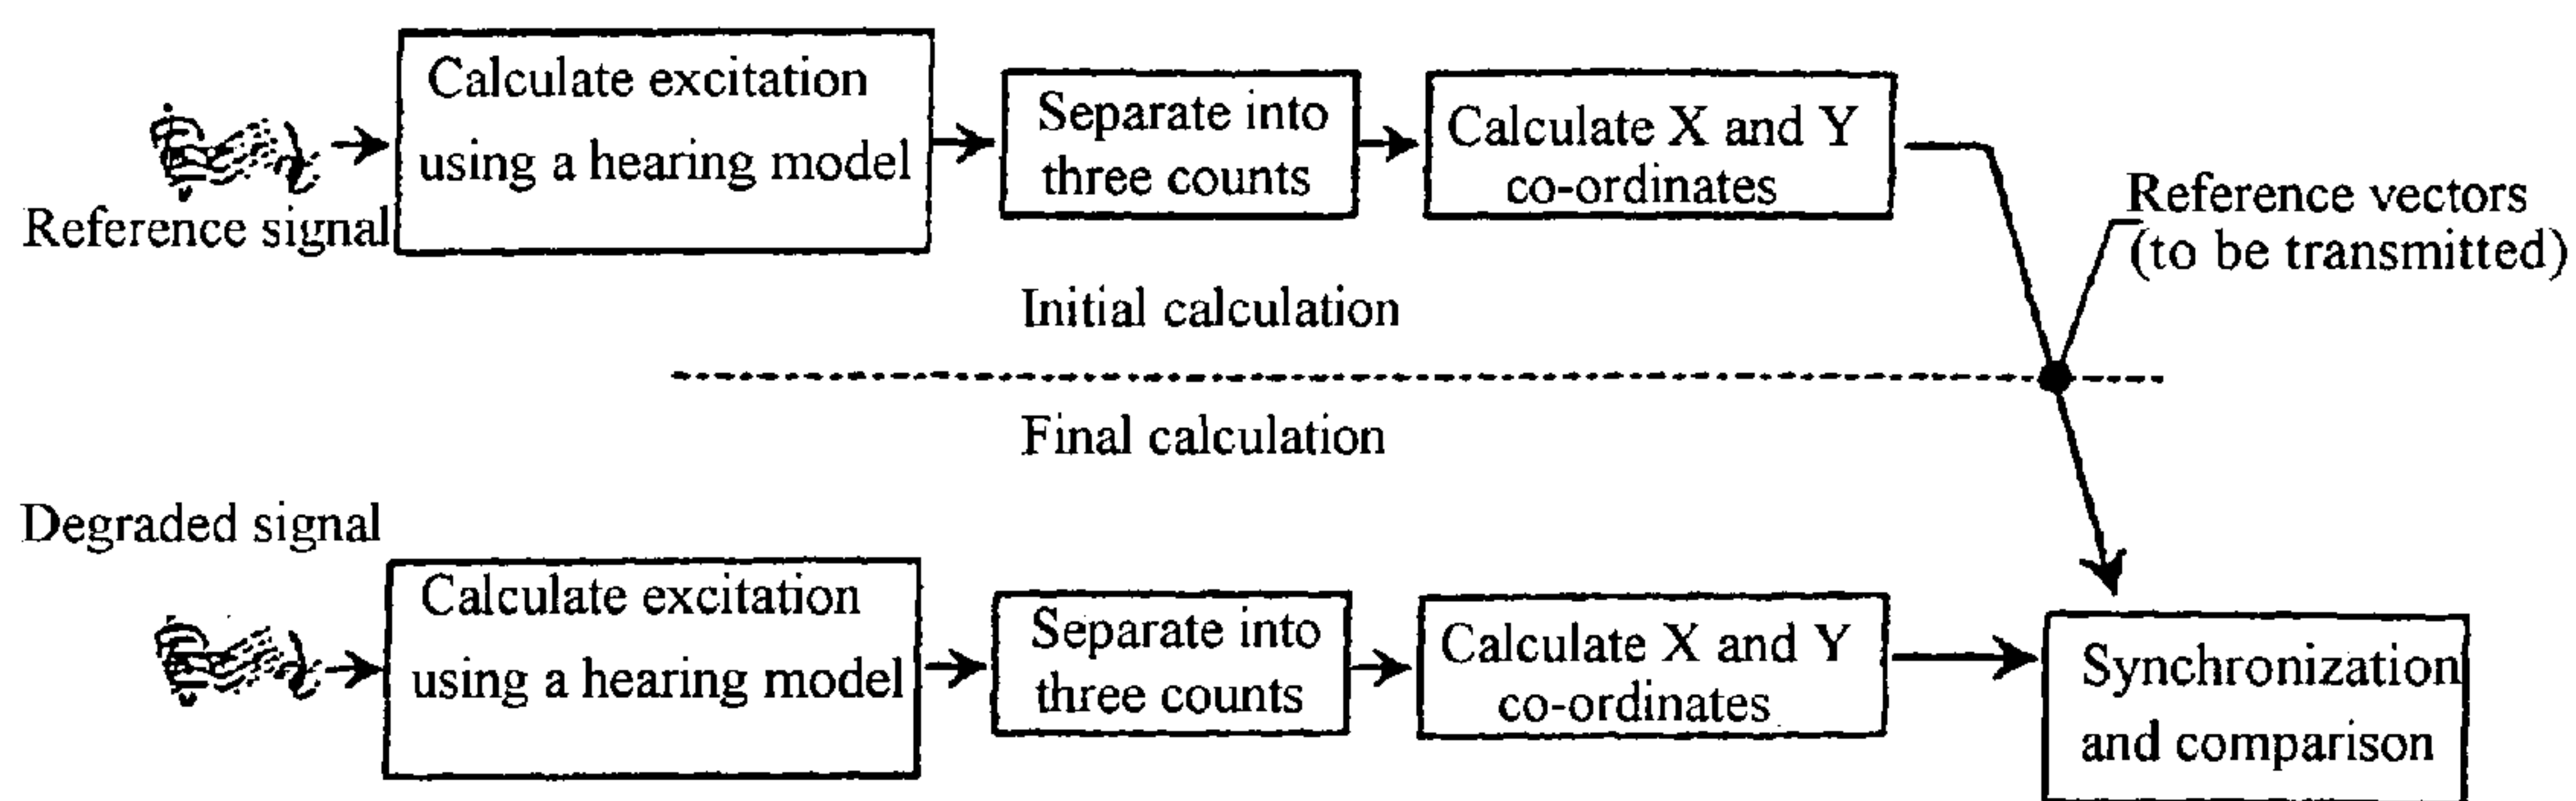 Calculate excitation
using a hearing model
Separate into
three counts
Calculate X and Y
co-ordinates
Reference signal
Reference vectors
(to be transmitted)
Initial calculation
Final calculation
Degraded signal
Calculate excitation
using a hearing model
Separate into
three counts
Calculate X and Y
co-ordinates
Synchronization
and comparison